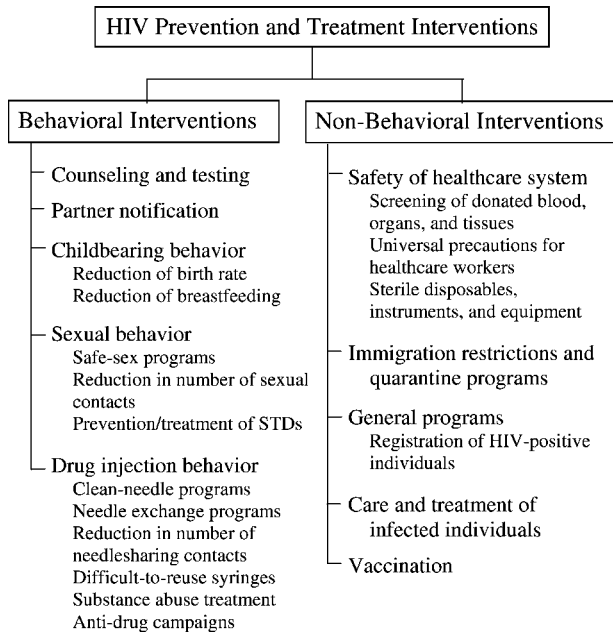 HIV Prevention and Treatment Interventions
Behavioral Interventions
Counseling and testing
Partner notification
Childbearing behavior
Reduction of birth rate
Reduction of breastfeeding
Sexual behavior
Safe-sex programs
Reduction in number of sexual
contacts
Prevention/treatment of STDs
Drug injection behavior
Clean-needle programs
Needle exchange programs
Reduction in number of
needlesharing contacts
Difficult-to-reuse syringes
Substance abuse treatment
Anti-drug campaigns
Non-Behavioral Interventions
Safety of healthcare system
Screening of donated blood,
organs, and tissues
Universal precautions for
healthcare workers
Sterile disposables,
instruments, and equipment
Immigration restrictions and
quarantine programs
General programs
Registration of HIV-positive
individuals
Care and treatment of
infected individuals
Vaccination